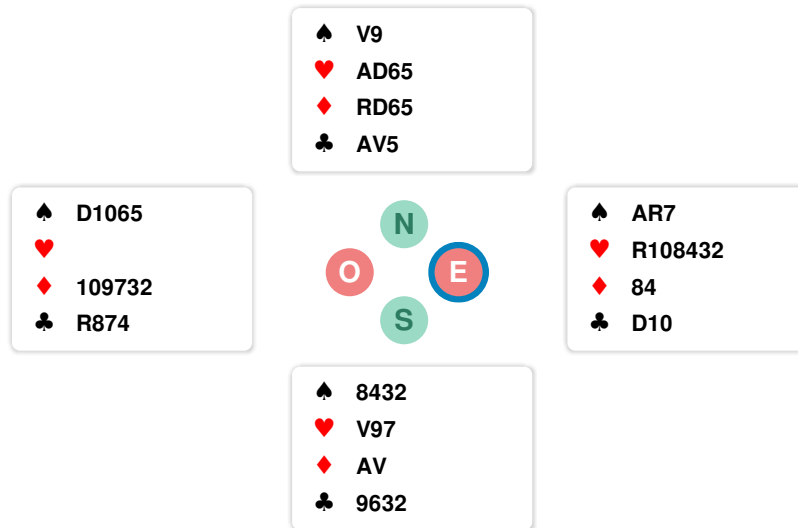 ♠ V9
♥ AD65
♦ RD65
♣ AV5
♠ D1065
♥
♦ 109732
♣ R874
N
O
E
S
♠ AR7
♥ R108432
♦ 84
♣ D10
♠ 8432
♥ V97
♦ AV
♣ 9632